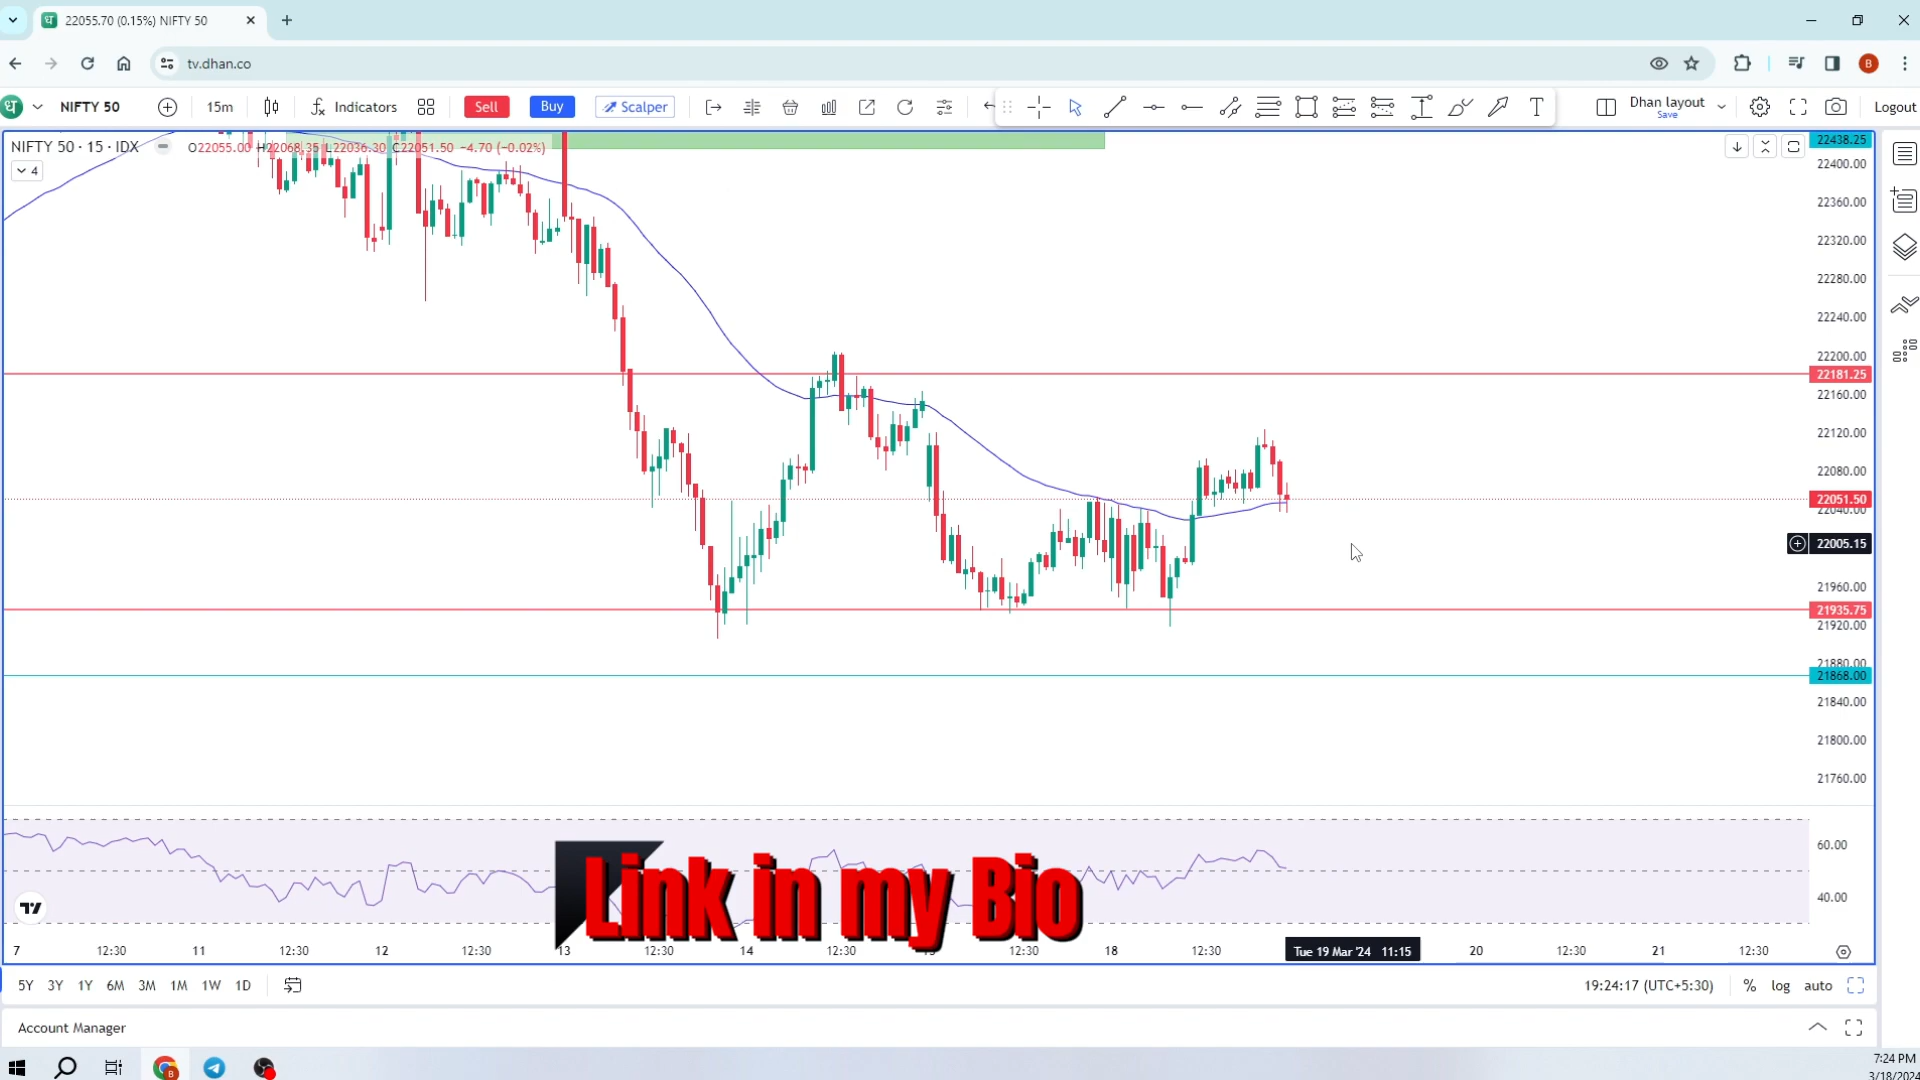 22055.70 (0.15%) NIFTY 50
tv.dhan.co
B
NIFTY 50
15m
Indicators
Sell
Buy
Scalper
Dhan layout
Save
Logout
NIFTY 50 · 15 · IDX
O22055.00 H22068.35 L22036.30 C22051.50 −4.70 (−0.02%)
4
22438.25
22400.00
22360.00
22320.00
22280.00
22240.00
22200.00
22181.25
22160.00
22120.00
22080.00
22051.50
22040.00
22005.15
21960.00
21935.75
21920.00
21880.00
21868.00
21840.00
21800.00
21760.00
60.00
40.00
Link in my Bio
7 12:30 11 12:30 12 12:30 13 12:30 14 12:30 12:30 18 12:30 Tue 19 Mar '24 11:15 20 12:30 21 12:30
5Y 3Y 1Y 6M 3M 1M 1W 1D
19:24:17 (UTC+5:30) % log auto
Account Manager
7:24 PM
3/18/2024